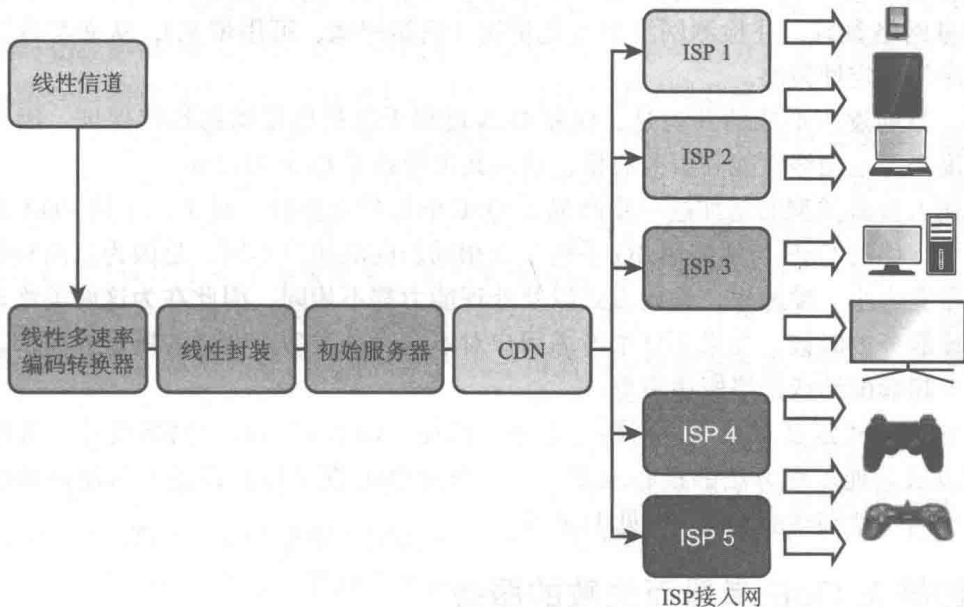 线性信道
线性多速率
编码转换器
线性封装
初始服务器
CDN
ISP 1
ISP 2
ISP 3
ISP 4
ISP 5
ISP接入网